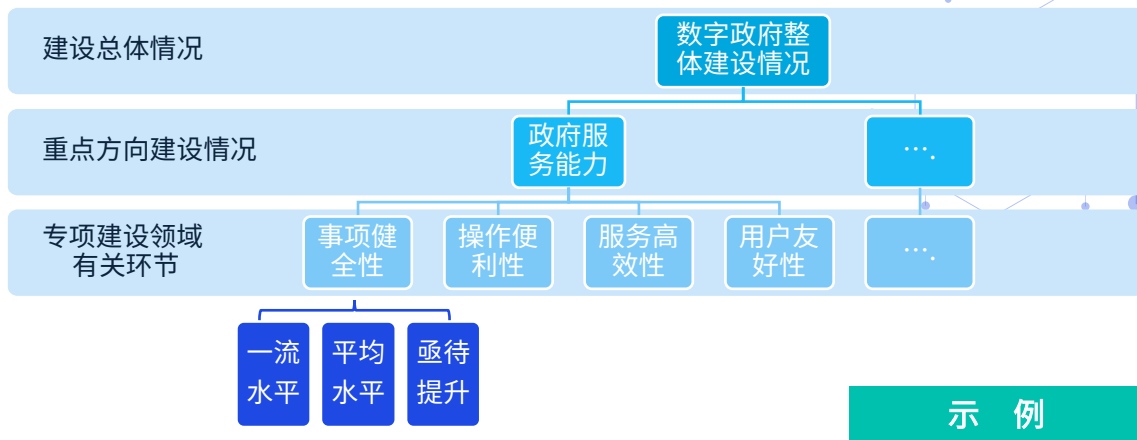 建设总体情况
数字政府整
体建设情况
重点方向建设情况
政府服
务能力
….
专项建设领域
有关环节
事项健
全性
操作便
利性
服务高
效性
用户友
好性
….
一流
水平
平均
水平
亟待
提升
示 例